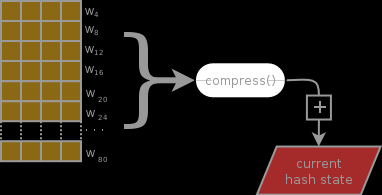 W4
W8
W12
W16
W 20
W 24
. . .
W 80
compress()
+
current
hash state